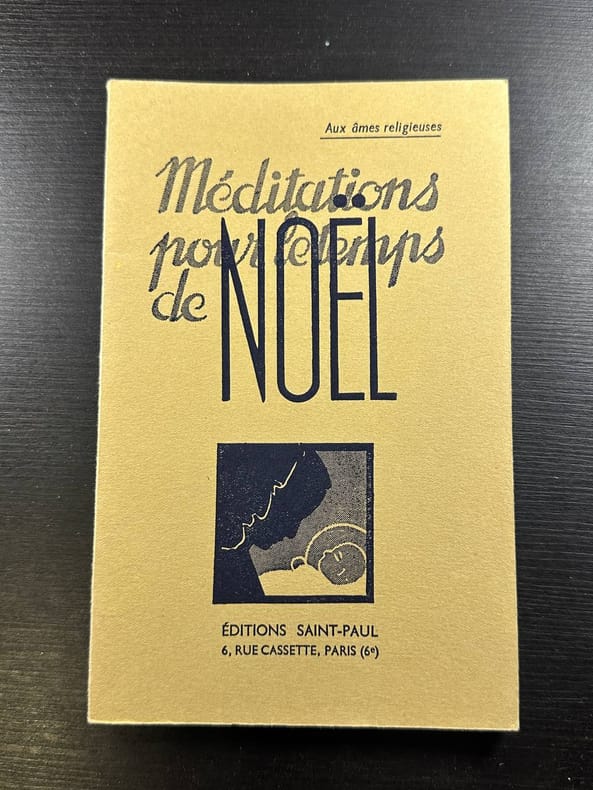 Aux âmes religieuses
Méditations
pour le temps
de NOËL
ÉDITIONS SAINT-PAUL
6, RUE CASSETTE, PARIS (6e)